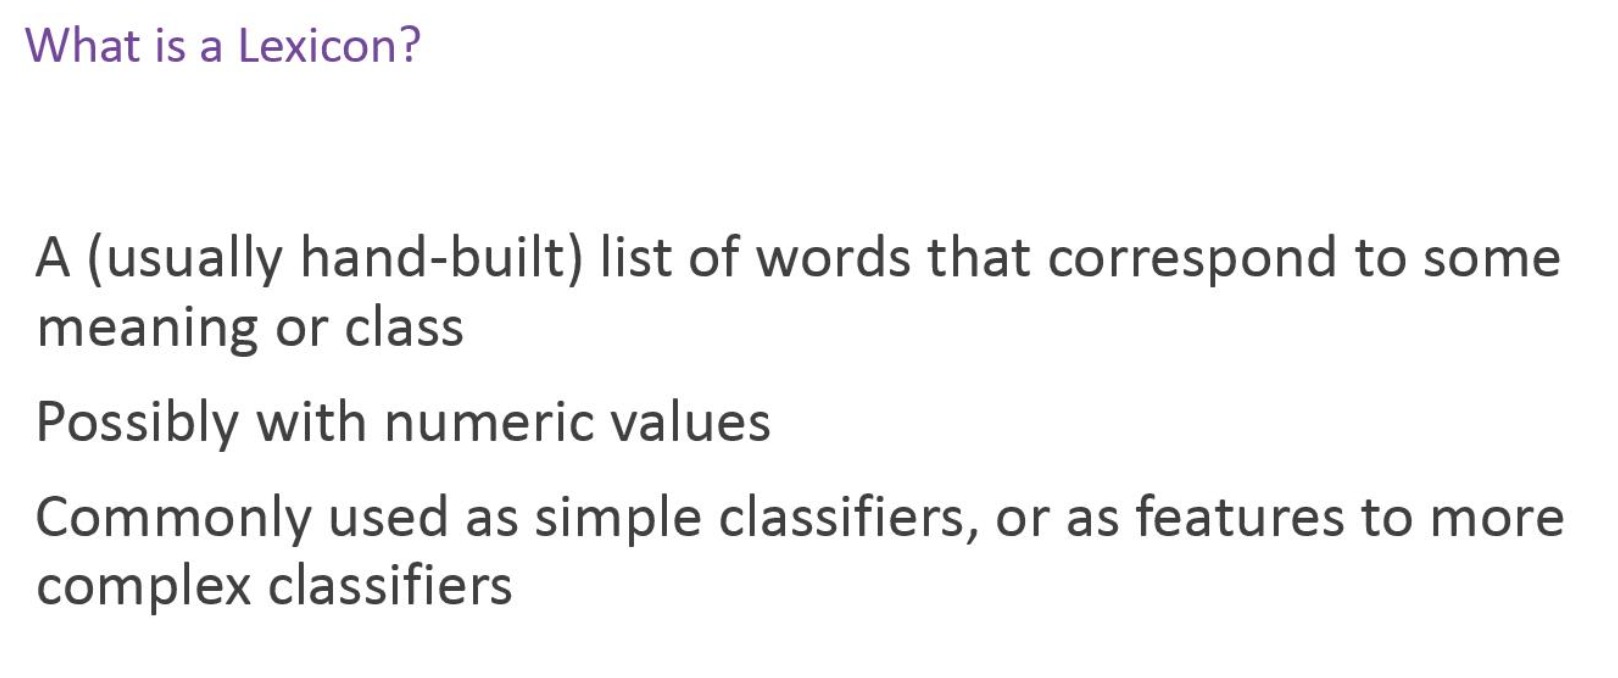 What is a Lexicon?
A (usually hand-built) list of words that correspond to some
meaning or class
Possibly with numeric values
Commonly used as simple classifiers, or as features to more
complex classifiers